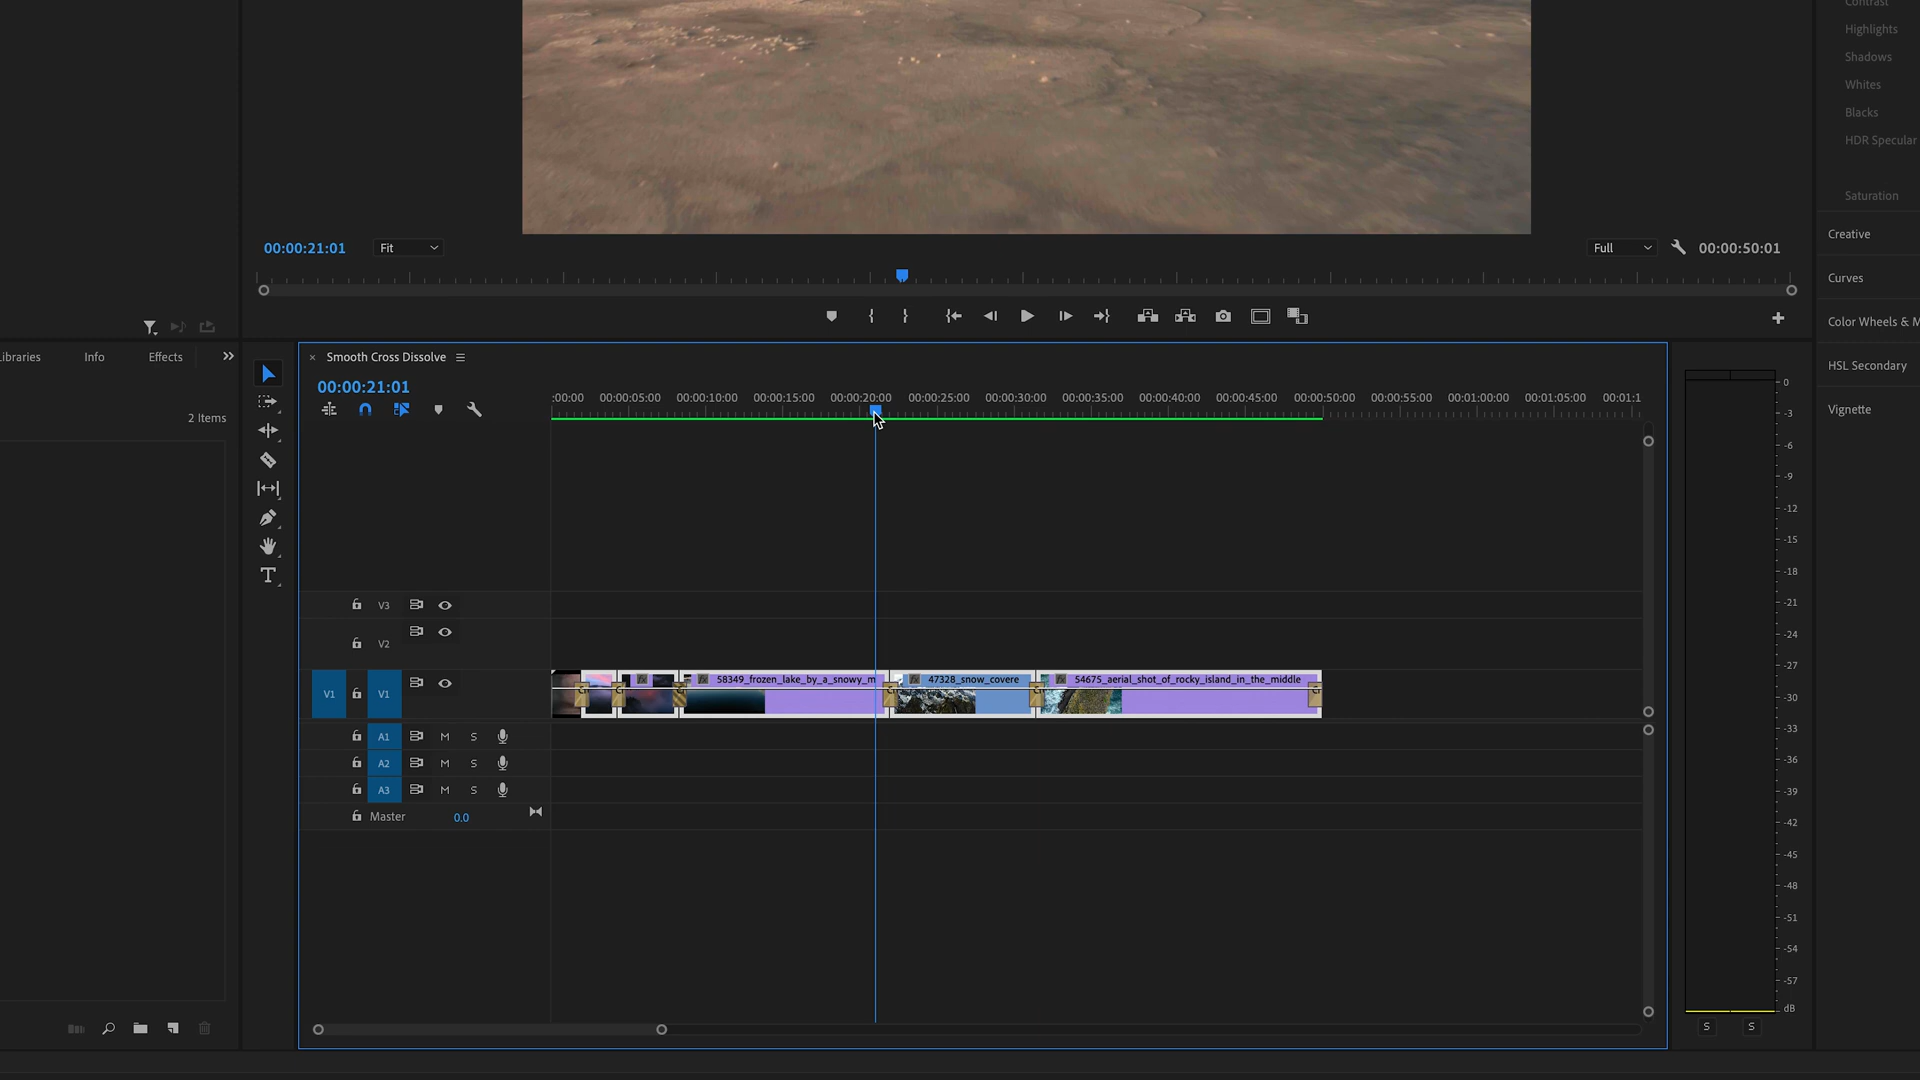 Contrast
Highlights
Shadows
Whites
Blacks
HDR Specular
Saturation
00:00:21:01
Fit
Full
00:00:50:01
Creative
Curves
Color Wheels & M
HSL Secondary
Vignette
ibraries
Info
Effects
2 Items
Smooth Cross Dissolve
00:00:21:01
:00:00
00:00:05:00
00:00:10:00
00:00:15:00
00:00:20:00
00:00:25:00
00:00:30:00
00:00:35:00
00:00:40:00
00:00:45:00
00:00:50:00
00:00:55:00
00:01:00:00
00:01:05:00
00:01:1
V3
V2
V1
V1
fx
fx 58349_frozen_lake_by_a_snowy_m
fx 47328_snow_covere
fx 54675_aerial_shot_of_rocky_island_in_the_middle
A1 M S
A2 M S
A3 M S
Master 0.0
0
-3
-6
-9
-12
-15
-18
-21
-24
-27
-30
-33
-36
-39
-42
-45
-48
-51
-54
-57
dB
S S